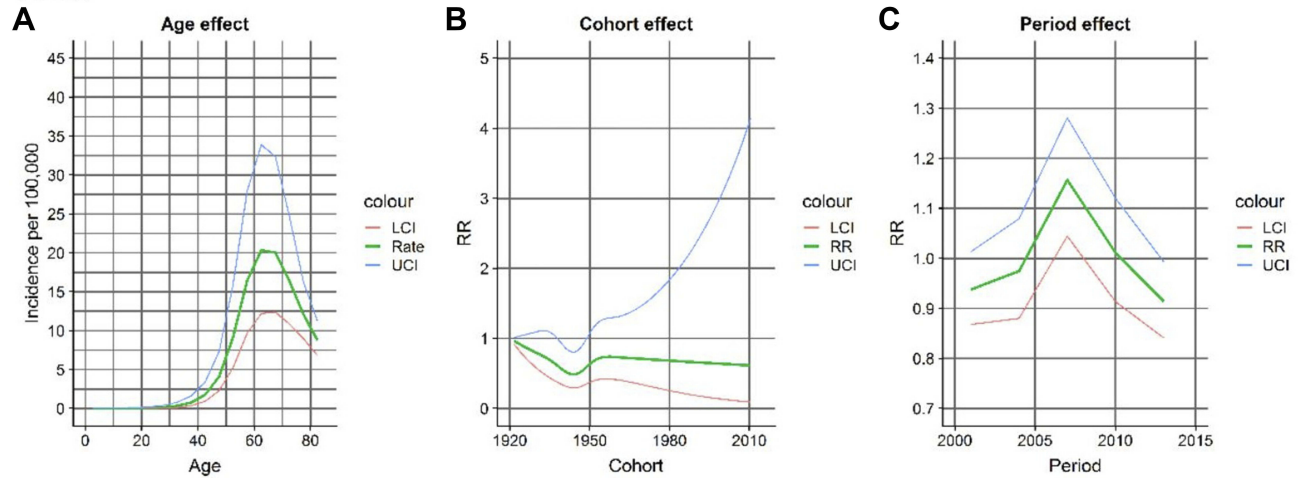 A
Age effect
45
40
35
30
25
20
15
10
5
0
Incidence per 100,000
0 20 40 60 80
Age
colour
LCI
Rate
UCI
B
Cohort effect
5
4
3
2
1
0
RR
1920 1950 1980 2010
Cohort
colour
LCI
RR
UCI
C
Period effect
1.4
1.3
1.2
1.1
1.0
0.9
0.8
0.7
RR
2000 2005 2010 2015
Period
colour
LCI
RR
UCI